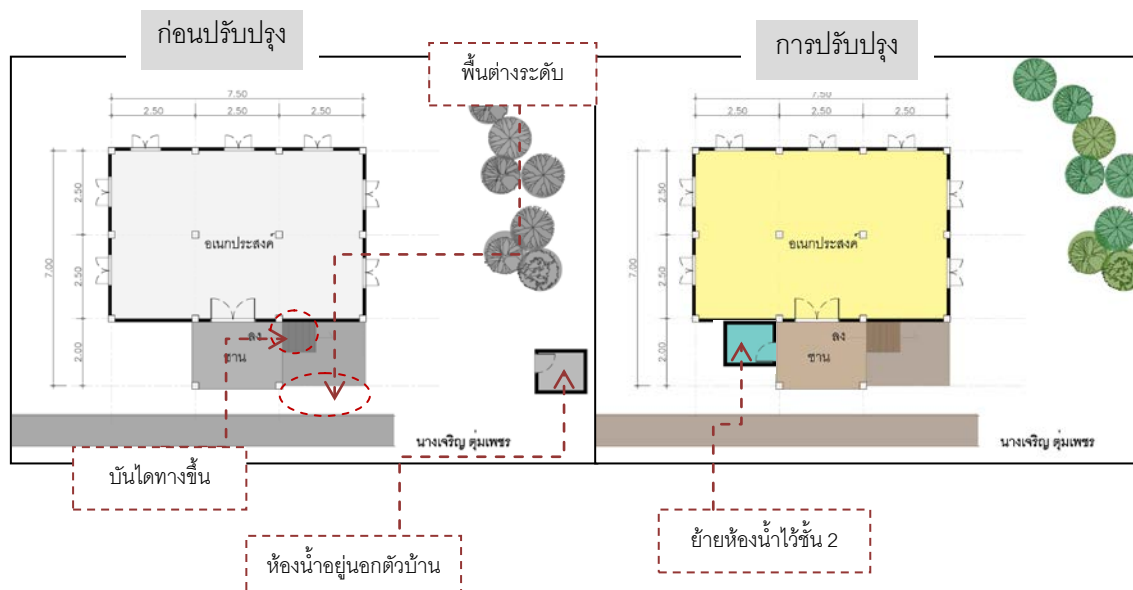 ก่อนปรับปรุง
พื้นต่างระดับ
7.50
2.50 2.50 2.50
2.50
7.00
2.50
2.00
อเนกประสงค์
ลง
ชาน
นางเจริญ ตุ่มเพชร
บันไดทางขึ้น
ห้องน้ำอยู่นอกตัวบ้าน
การปรับปรุง
7.50
2.50 2.50 2.50
2.50
7.00
2.50
2.00
อเนกประสงค์
ลง
ชาน
นางเจริญ ตุ่มเพชร
ย้ายห้องน้ำไว้ชั้น 2